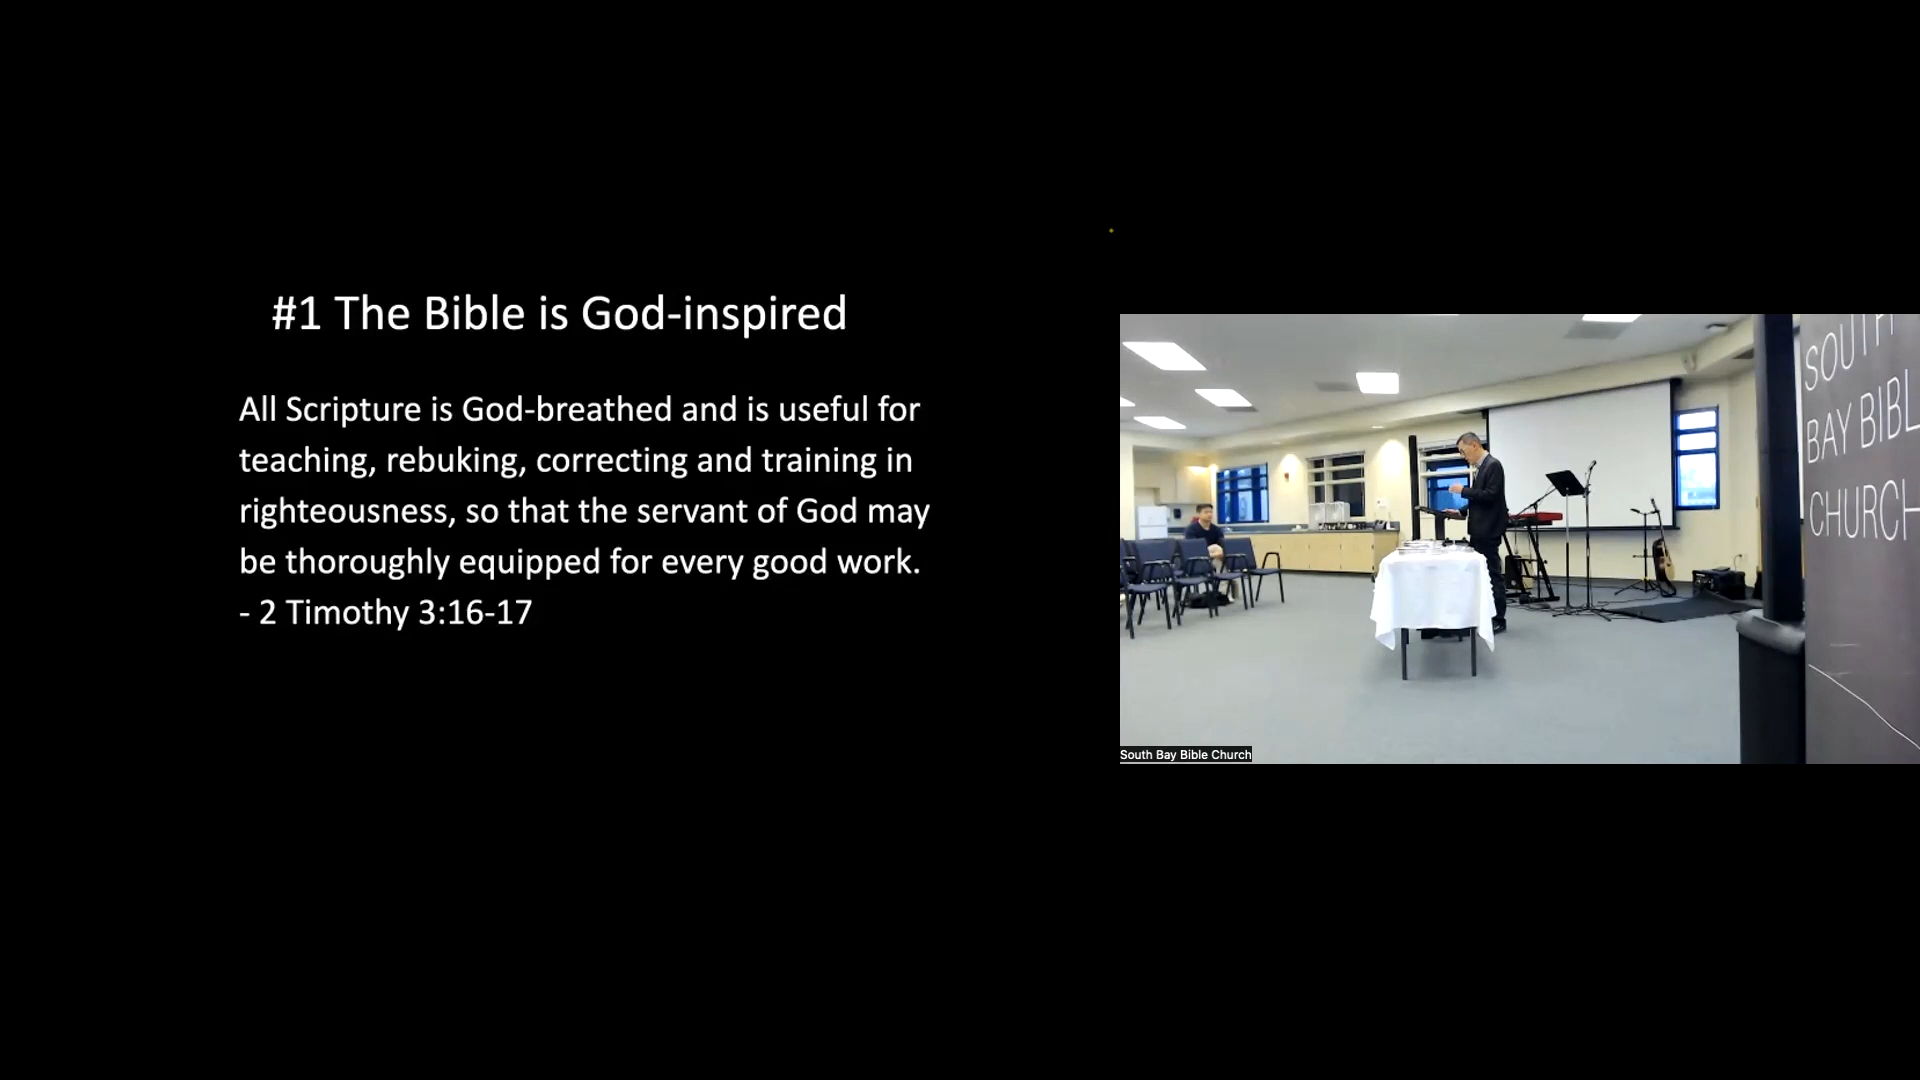 #1 The Bible is God-inspired
All Scripture is God-breathed and is useful for
teaching, rebuking, correcting and training in
righteousness, so that the servant of God may
be thoroughly equipped for every good work.
- 2 Timothy 3:16-17
SOUTH
BAY BIBL
CHURCH
South Bay Bible Church